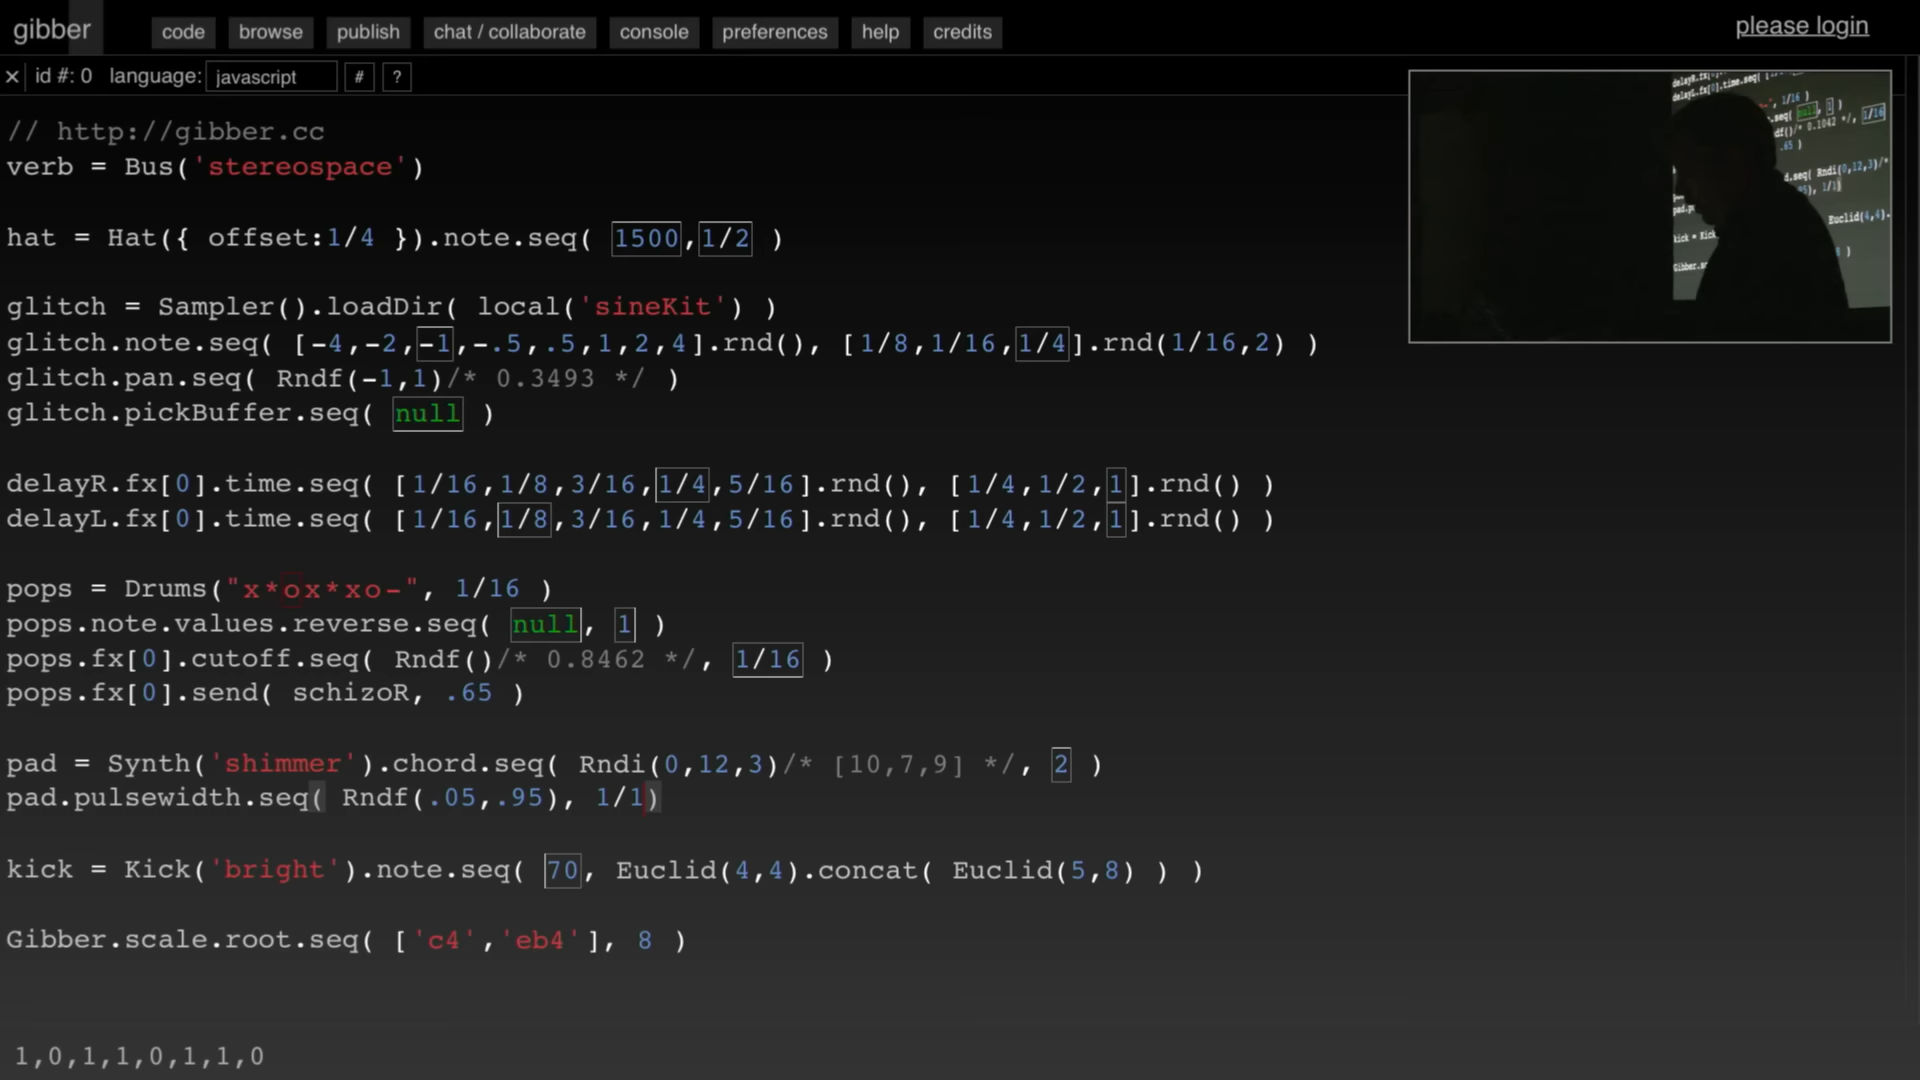 gibber code browse publish chat / collaborate console preferences help credits please login
× id #: 0 language: javascript # ?
// http://gibber.cc
verb = Bus('stereospace')
hat = Hat({ offset:1/4 }).note.seq( 1500,1/2 )
glitch = Sampler().loadDir( local('sineKit') )
glitch.note.seq( [-4,-2,-1,-.5,.5,1,2,4].rnd(), [1/8,1/16,1/4].rnd(1/16,2) )
glitch.pan.seq( Rndf(-1,1)/* 0.3493 */ )
glitch.pickBuffer.seq( null )
delayR.fx[0].time.seq( [1/16,1/8,3/16,1/4,5/16].rnd(), [1/4,1/2,1].rnd() )
delayL.fx[0].time.seq( [1/16,1/8,3/16,1/4,5/16].rnd(), [1/4,1/2,1].rnd() )
pops = Drums("x*ox*xo-", 1/16 )
pops.note.values.reverse.seq( null, 1 )
pops.fx[0].cutoff.seq( Rndf()/* 0.8462 */, 1/16 )
pops.fx[0].send( schizoR, .65 )
pad = Synth('shimmer').chord.seq( Rndi(0,12,3)/* [10,7,9] */, 2 )
pad.pulsewidth.seq( Rndf(.05,.95), 1/1)
kick = Kick('bright').note.seq( 70, Euclid(4,4).concat( Euclid(5,8) ) )
Gibber.scale.root.seq( ['c4','eb4'], 8 )
1,0,1,1,0,1,1,0